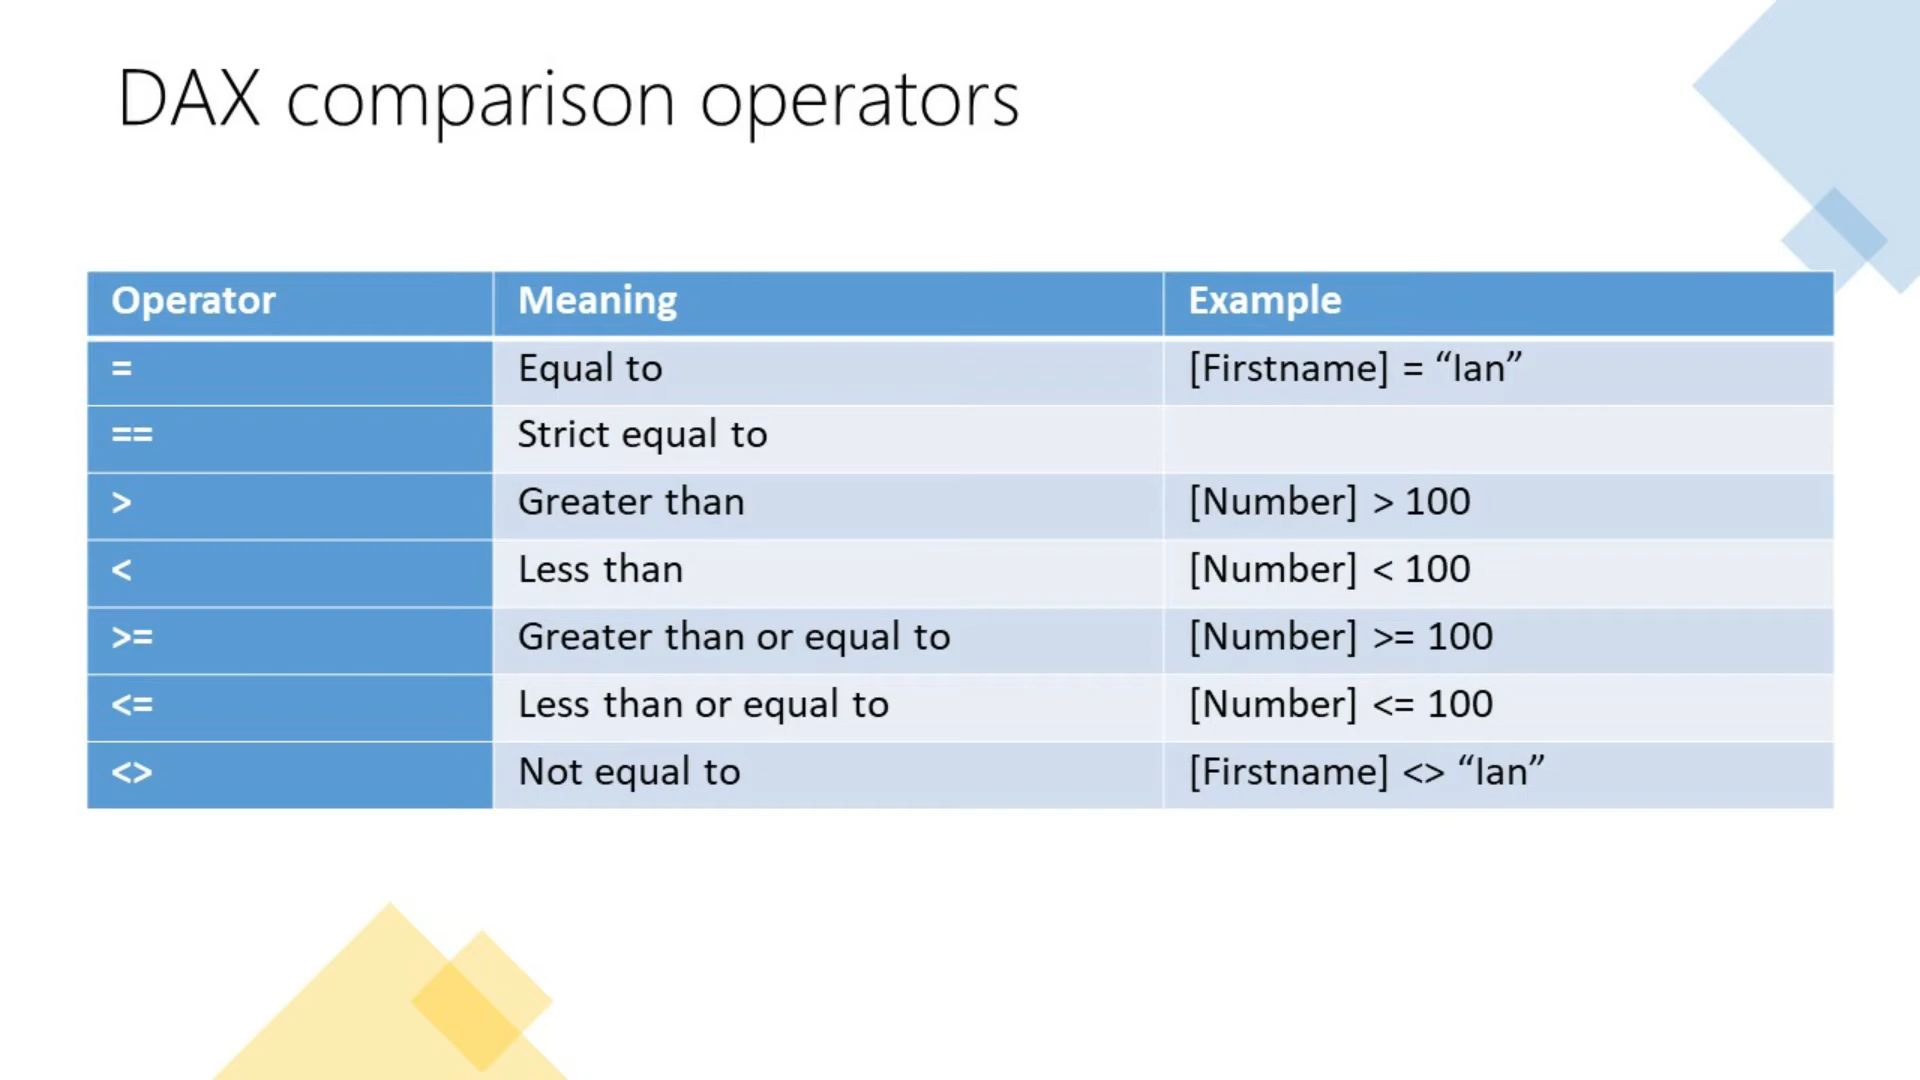 DAX comparison operators
Operator Meaning Example
= Equal to [Firstname] = “Ian”
== Strict equal to
> Greater than [Number] > 100
< Less than [Number] < 100
>= Greater than or equal to [Number] >= 100
<= Less than or equal to [Number] <= 100
<> Not equal to [Firstname] <> “Ian”